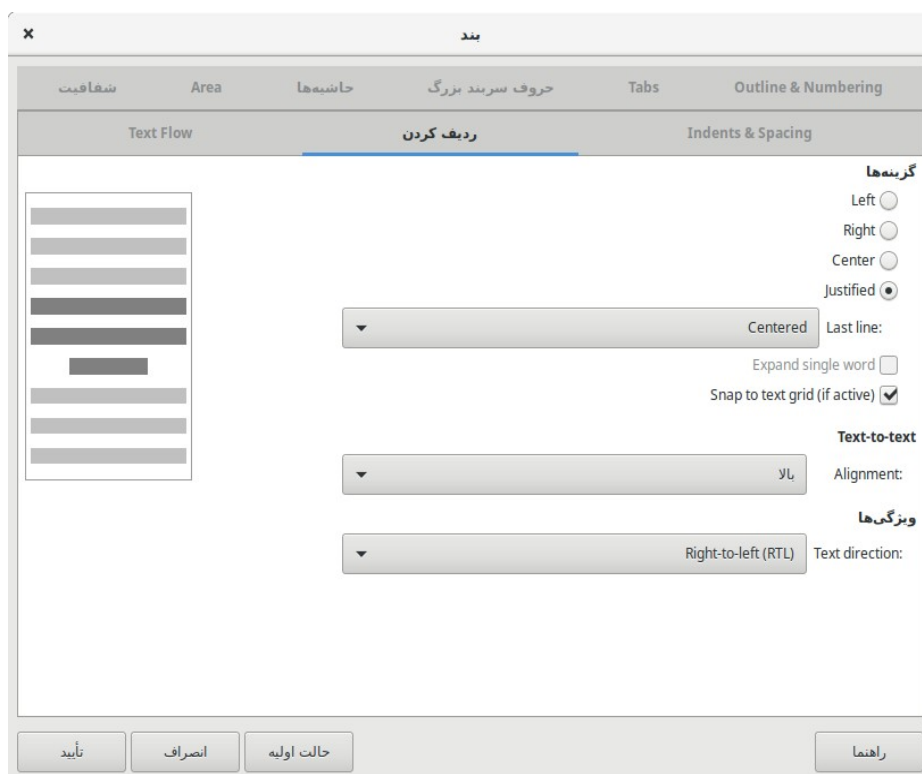 بند
Outline & Numbering
Tabs
حروف سربند بزرگ
حاشیه‌ها
Area
شفافیت
Indents & Spacing
ردیف کردن
Text Flow
گزینه‌ها
Left
Right
Center
Justified
Last line: Centered
Expand single word
Snap to text grid (if active)
Text-to-text
Alignment: بالا
ویژگی‌ها
Text direction: Right-to-left (RTL)
راهنما
حالت اولیه
انصراف
تأیید